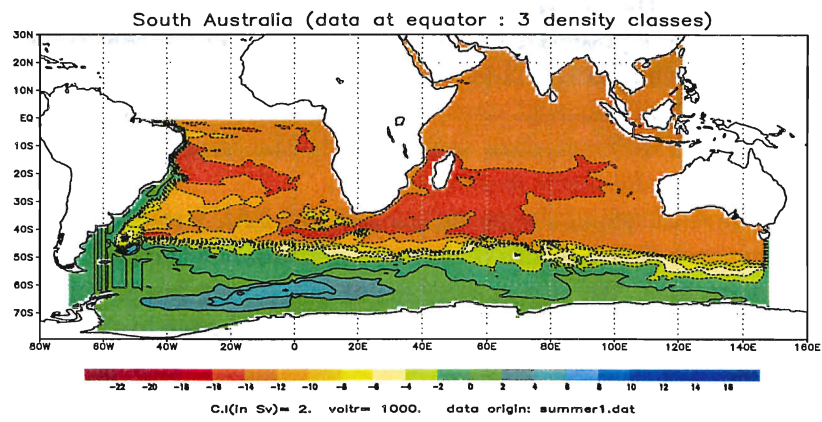 South Australia (data at equator : 3 density classes)
30N
20N
10N
EQ
10S
20S
30S
40S
50S
60S
70S
80W 60W 40W 20W 0 20E 40E 60E 80E 100E 120E 140E 160E
-22 -20 -18 -16 -14 -12 -10 -8 -6 -4 -2 0 2 4 6 8 10 12 14 16 18
C.I(in Sv)= 2. voltr= 1000. data origin: summer1.dat